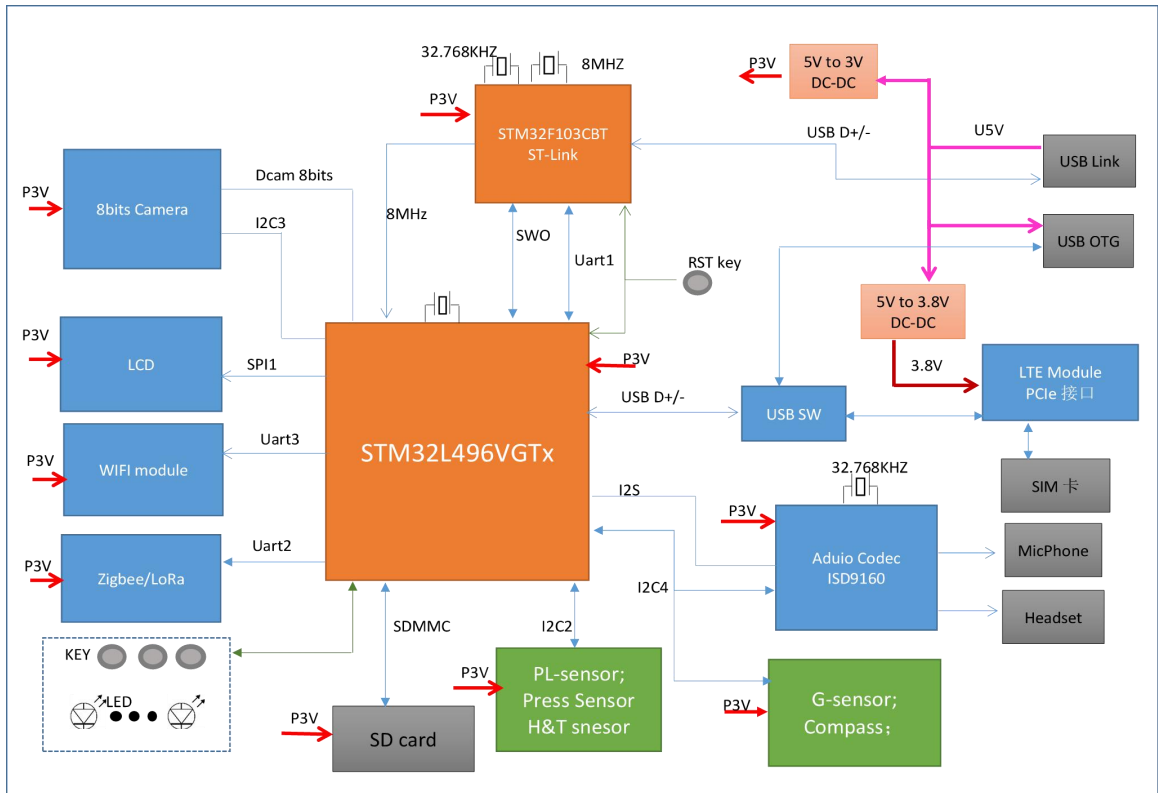 32.768KHZ
8MHZ
P3V
STM32F103CBT
ST-Link
P3V
5V to 3V
DC-DC
USB D+/-
U5V
USB Link
USB OTG
P3V
8bits Camera
Dcam 8bits
I2C3
8MHz
SWO
Uart1
RST key
5V to 3.8V
DC-DC
3.8V
P3V
LCD
SPI1
P3V
STM32L496VGTx
USB D+/-
USB SW
LTE Module
PCIe 接口
SIM 卡
P3V
WIFI module
Uart3
P3V
Zigbee/LoRa
Uart2
I2S
I2C4
32.768KHZ
P3V
Aduio Codec
ISD9160
MicPhone
Headset
KEY
LED
SDMMC
I2C2
P3V
SD card
P3V
PL-sensor;
Press Sensor
H&T snesor
P3V
G-sensor;
Compass；